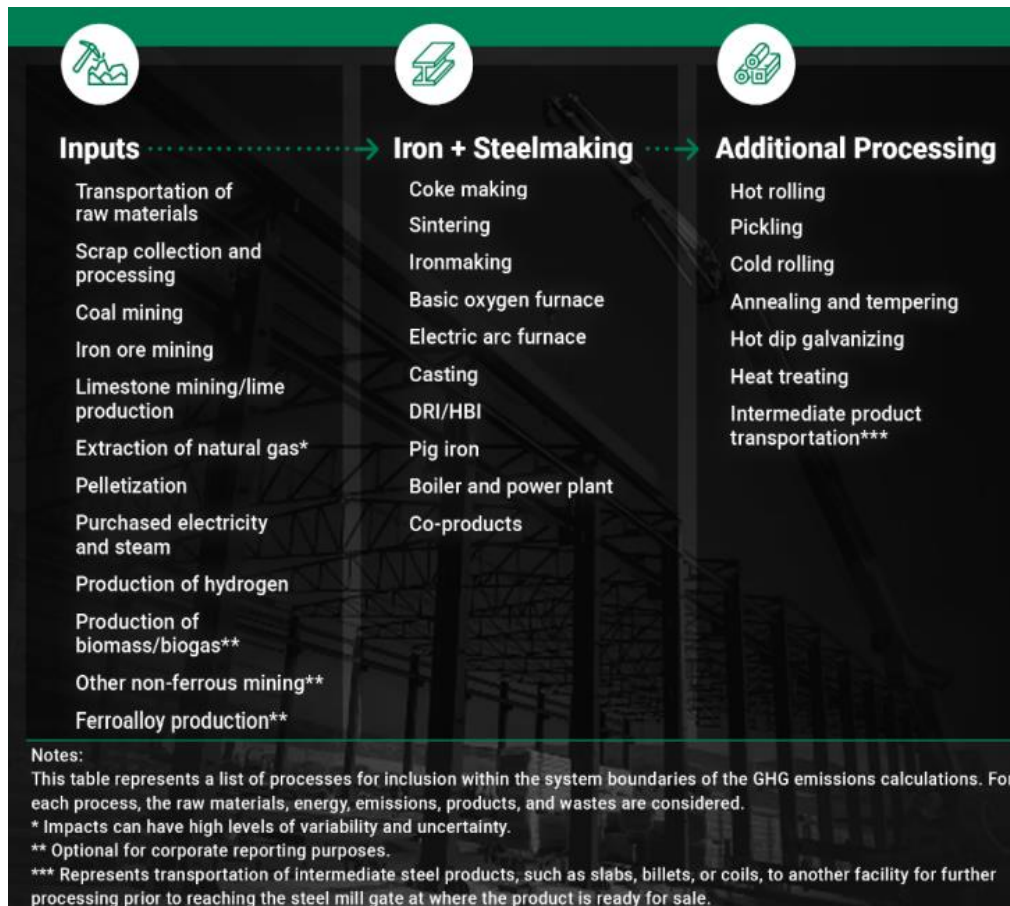 Inputs
Transportation of
raw materials
Scrap collection and
processing
Coal mining
Iron ore mining
Limestone mining/lime
production
Extraction of natural gas*
Pelletization
Purchased electricity
and steam
Production of hydrogen
Production of
biomass/biogas**
Other non-ferrous mining**
Ferroalloy production**
Iron + Steelmaking
Coke making
Sintering
Ironmaking
Basic oxygen furnace
Electric arc furnace
Casting
DRI/HBI
Pig iron
Boiler and power plant
Co-products
Additional Processing
Hot rolling
Pickling
Cold rolling
Annealing and tempering
Hot dip galvanizing
Heat treating
Intermediate product
transportation***
Notes:
This table represents a list of processes for inclusion within the system boundaries of the GHG emissions calculations. For
each process, the raw materials, energy, emissions, products, and wastes are considered.
* Impacts can have high levels of variability and uncertainty.
** Optional for corporate reporting purposes.
*** Represents transportation of intermediate steel products, such as slabs, billets, or coils, to another facility for further
processing prior to reaching the steel mill gate at where the product is ready for sale.